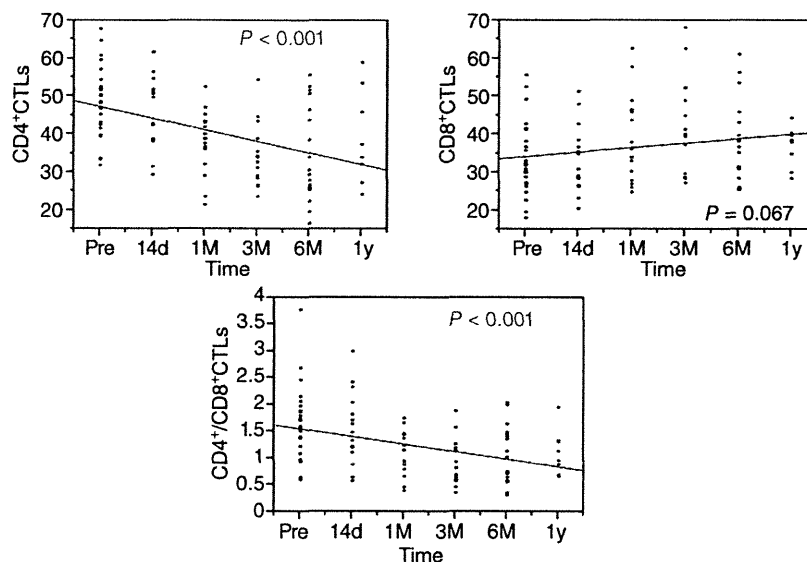 70
60
50
40
30
20
CD4⁺CTLs
P < 0.001
Pre 14d 1M 3M 6M 1y
Time
70
60
50
40
30
20
CD8⁺CTLs
P = 0.067
Pre 14d 1M 3M 6M 1y
Time
4
3.5
3
2.5
2
1.5
1
0.5
0
CD4⁺/CD8⁺CTLs
P < 0.001
Pre 14d 1M 3M 6M 1y
Time